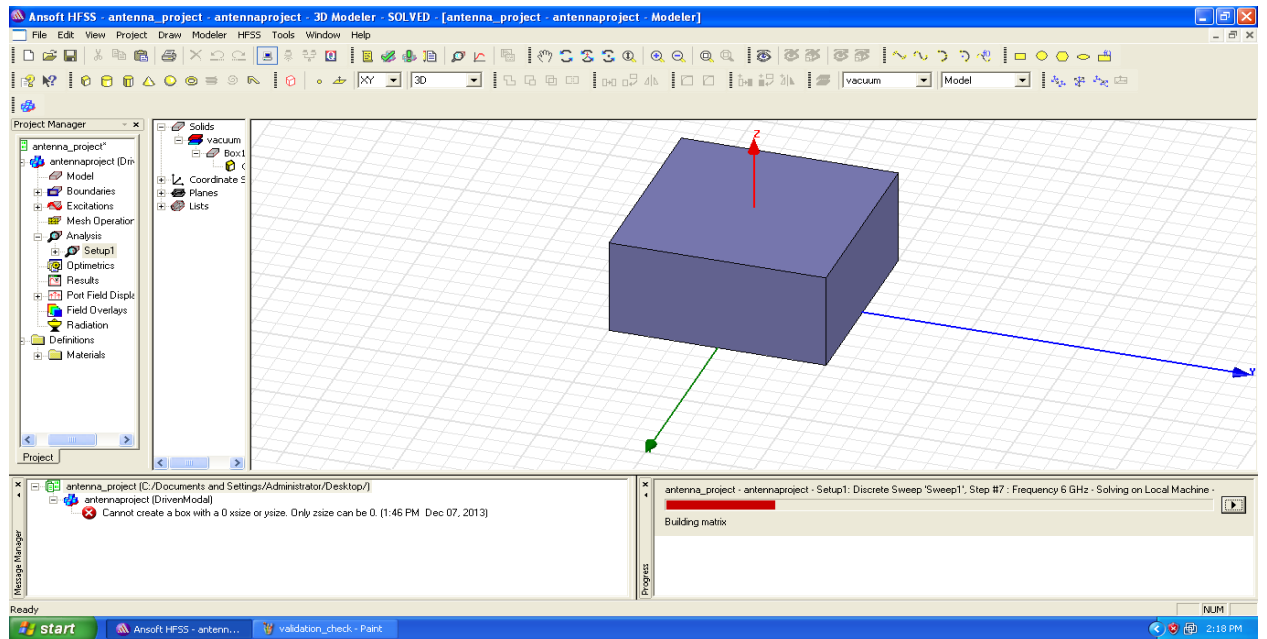 Ansoft HFSS - antenna_project - antennaproject - 3D Modeler - SOLVED - [antenna_project - antennaproject - Modeler]
File Edit View Project Draw Modeler HFSS Tools Window Help
XY 3D vacuum Model
Project Manager
antenna_project*
antennaproject (Dri
Model
Boundaries
Excitations
Mesh Operation
Analysis
Setup1
Optimetrics
Results
Port Field Displa
Field Overlays
Radiation
Definitions
Materials
Project
Solids
vacuum
Box1
C
Coordinate S
Planes
Lists
Z
Y
antenna_project (C:/Documents and Settings/Administrator/Desktop/)
antennaproject (DrivenModal)
Cannot create a box with a 0 xsize or ysize. Only zsize can be 0. (1:46 PM Dec 07, 2013)
Message Manager
antenna_project - antennaproject - Setup1: Discrete Sweep 'Sweep1', Step #7 : Frequency 6 GHz - Solving on Local Machine -
Building matrix
Progress
Ready
NUM
start
Ansoft HFSS - antenn...
validation_check - Paint
2:18 PM